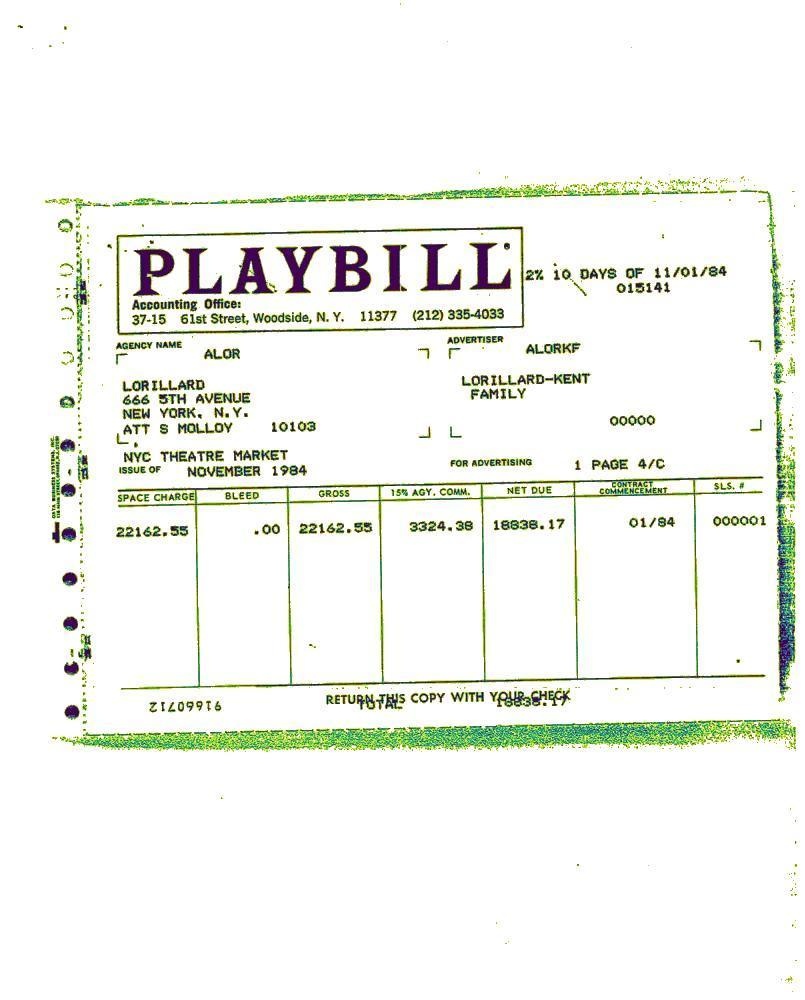 PLAYBILL
2% 10 DAYS OF 11/01/84
015141
Accounting Office:
37-15 61st Street, Woodside, N. Y. 11377 (212) 335-4033
AGENCY NAME ALOR
ADVERTISER ALORKF
LORILLARD
666 5TH AVENUE
NEW YORK, N.Y.
ATT S MOLLOY 10103
LORILLARD-KENT
FAMILY
00000
NYC THEATRE MARKET
ISSUE OF NOVEMBER 1984
FOR ADVERTISING 1 PAGE 4/C
SPACE CHARGE BLEED GROSS 15% AGY. COMM. NET DUE CONTRACT COMMENCEMENT SLS. #
22162.55 .00 22162.55 3324.38 18838.17 01/84 000001
RETURN THIS COPY WITH YOUR CHECK
TOTAL 18838.17
91660712